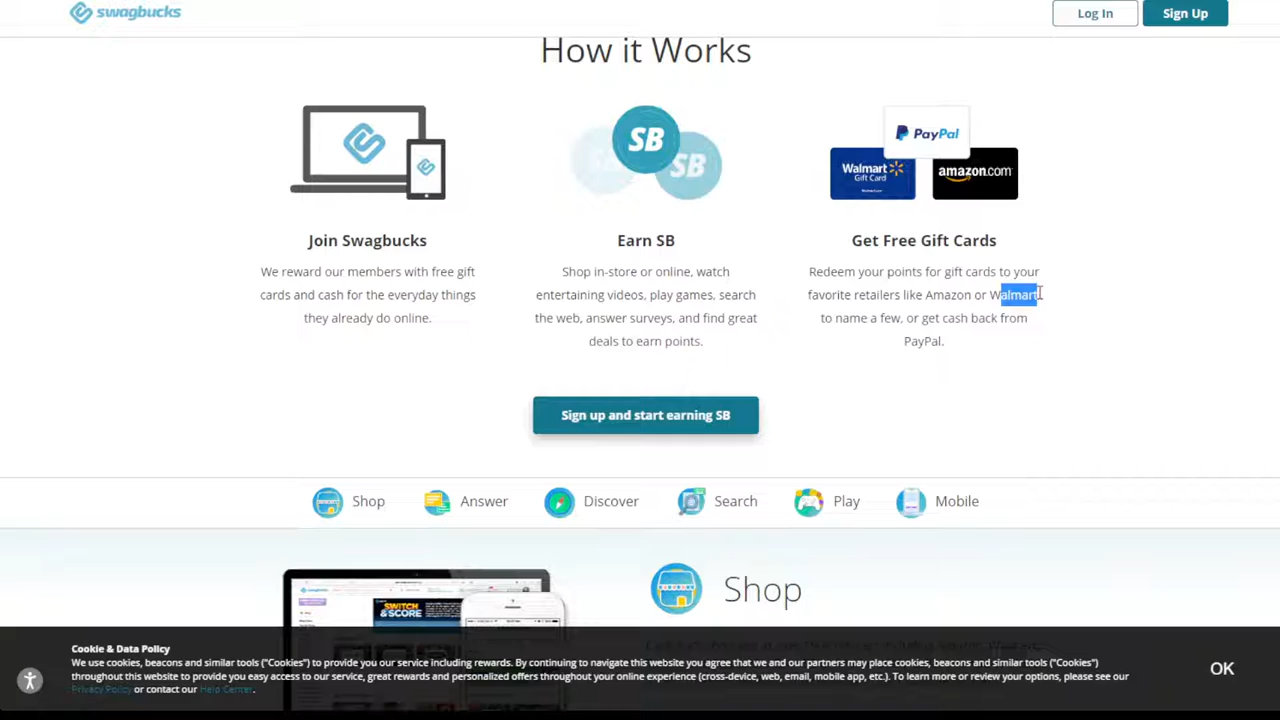 swagbucks
Log In
Sign Up
How it Works
SB
SB
PayPal
Walmart
Gift Card
amazon.com
Join Swagbucks
We reward our members with free gift
cards and cash for the everyday things
they already do online.
Earn SB
Shop in-store or online, watch
entertaining videos, play games, search
the web, answer surveys, and find great
deals to earn points.
Get Free Gift Cards
Redeem your points for gift cards to your
favorite retailers like Amazon or Walmart
to name a few, or get cash back from
PayPal.
Sign up and start earning SB
Shop
Answer
Discover
Search
Play
Mobile
SWITCH
&SCORE
Shop
Cookie & Data Policy
We use cookies, beacons and similar tools ("Cookies") to provide you our service including rewards. By continuing to navigate this website you agree that we and our partners may place cookies, beacons and similar tools ("Cookies")
throughout this website to provide you easy access to our service, great rewards and personalized offers throughout your online experience (cross-device, web, email, mobile app, etc.). To learn more or review your options, please see our
Privacy Policy or contact our Help Center.
OK